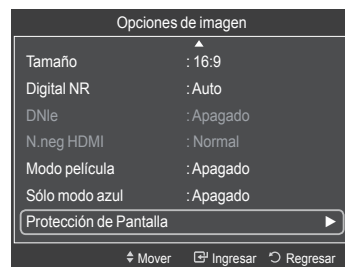 Opciones de imagen
Tamaño : 16:9
Digital NR : Auto
DNIe : Apagado
N.neg HDMI : Normal
Modo película : Apagado
Sólo modo azul : Apagado
Protección de Pantalla
Mover Ingresar Regresar